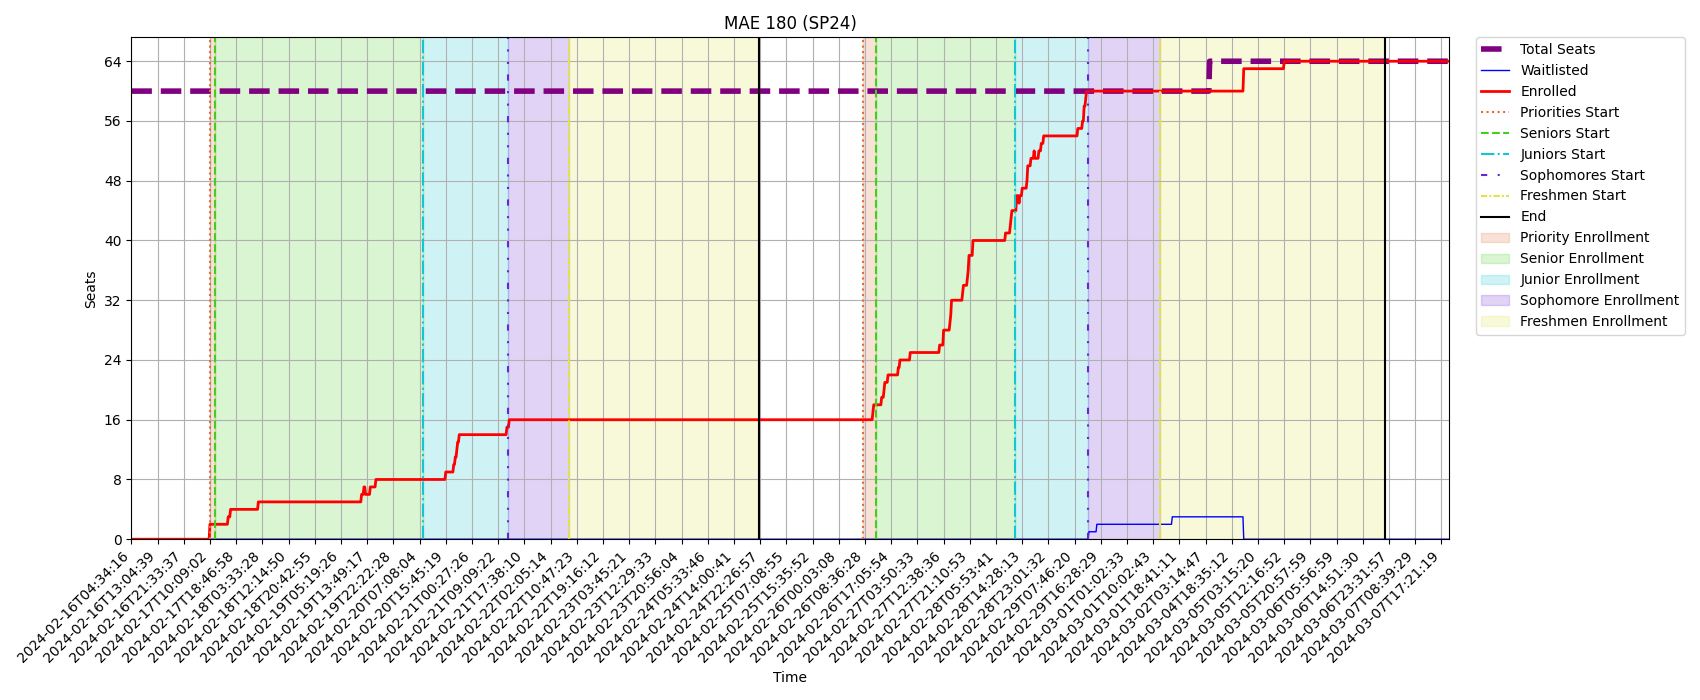 MAE 180 (SP24)
Total Seats
Waitlisted
Enrolled
Priorities Start
Seniors Start
Juniors Start
Sophomores Start
Freshmen Start
End
Priority Enrollment
Senior Enrollment
Junior Enrollment
Sophomore Enrollment
Freshmen Enrollment
Seats
64
56
48
40
32
24
16
8
0
2024-02-16T04:34:16
2024-02-16T13:04:39
2024-02-16T21:33:37
2024-02-17T10:09:02
2024-02-17T18:46:58
2024-02-18T03:33:28
2024-02-18T12:14:50
2024-02-18T20:42:55
2024-02-19T05:19:26
2024-02-19T13:49:17
2024-02-19T22:22:28
2024-02-20T07:08:04
2024-02-20T15:45:19
2024-02-21T00:27:26
2024-02-21T09:09:22
2024-02-21T17:38:10
2024-02-22T02:05:14
2024-02-22T10:47:23
2024-02-22T19:16:12
2024-02-23T03:45:21
2024-02-23T12:29:33
2024-02-23T20:56:04
2024-02-24T05:33:46
2024-02-24T14:00:41
2024-02-24T22:26:57
2024-02-25T07:08:55
2024-02-25T15:35:52
2024-02-26T00:03:08
2024-02-26T08:36:28
2024-02-26T17:05:54
2024-02-27T03:50:33
2024-02-27T12:38:36
2024-02-27T21:10:53
2024-02-28T05:53:41
2024-02-28T14:28:13
2024-02-28T23:01:32
2024-02-29T07:46:20
2024-02-29T16:28:29
2024-03-01T01:02:33
2024-03-01T10:02:43
2024-03-01T18:41:11
2024-03-02T03:14:47
2024-03-04T18:35:12
2024-03-05T03:15:20
2024-03-05T12:16:52
2024-03-05T20:57:59
2024-03-06T05:56:59
2024-03-06T14:51:30
2024-03-06T23:31:57
2024-03-07T08:39:29
2024-03-07T17:21:19
Time